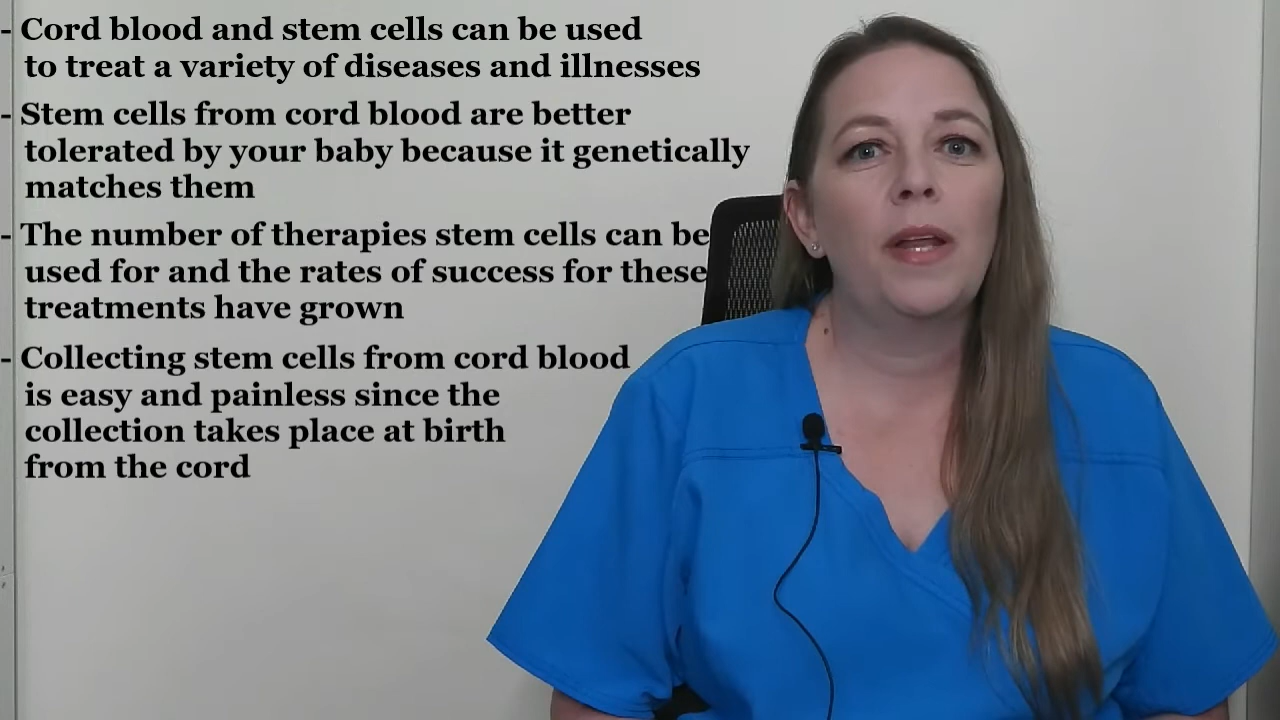 - Cord blood and stem cells can be used
to treat a variety of diseases and illnesses
- Stem cells from cord blood are better
tolerated by your baby because it genetically
matches them
- The number of therapies stem cells can be
used for and the rates of success for these
treatments have grown
- Collecting stem cells from cord blood
is easy and painless since the
collection takes place at birth
from the cord